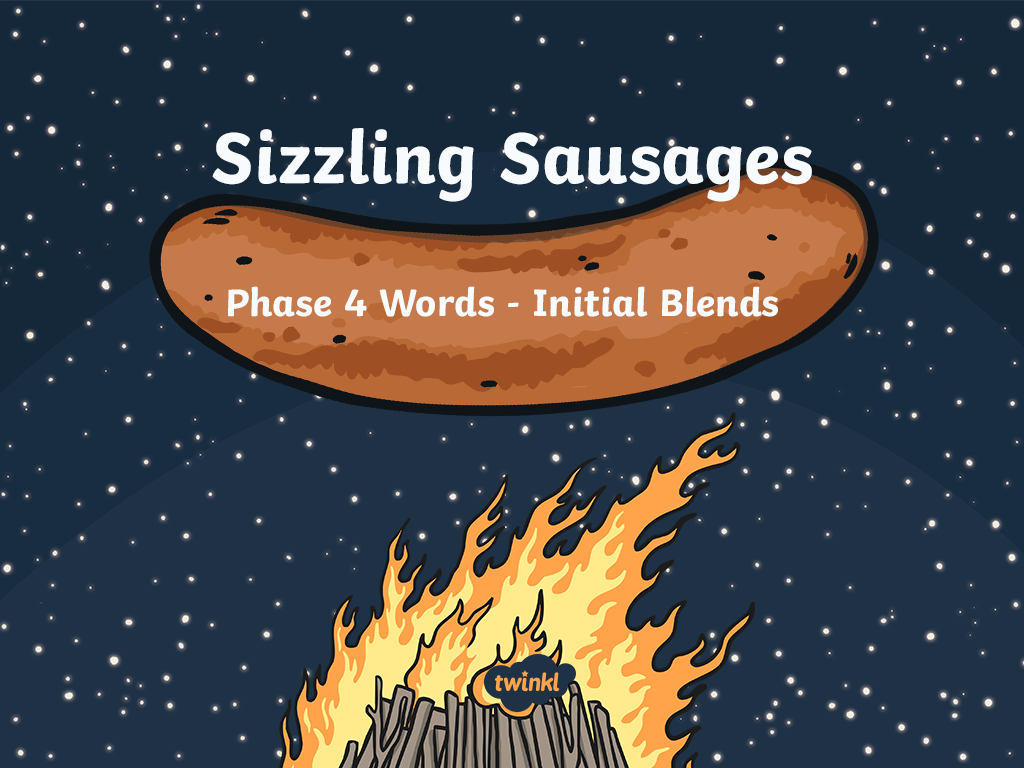 Sizzling Sausages
Phase 4 Words - Initial Blends
twinkl